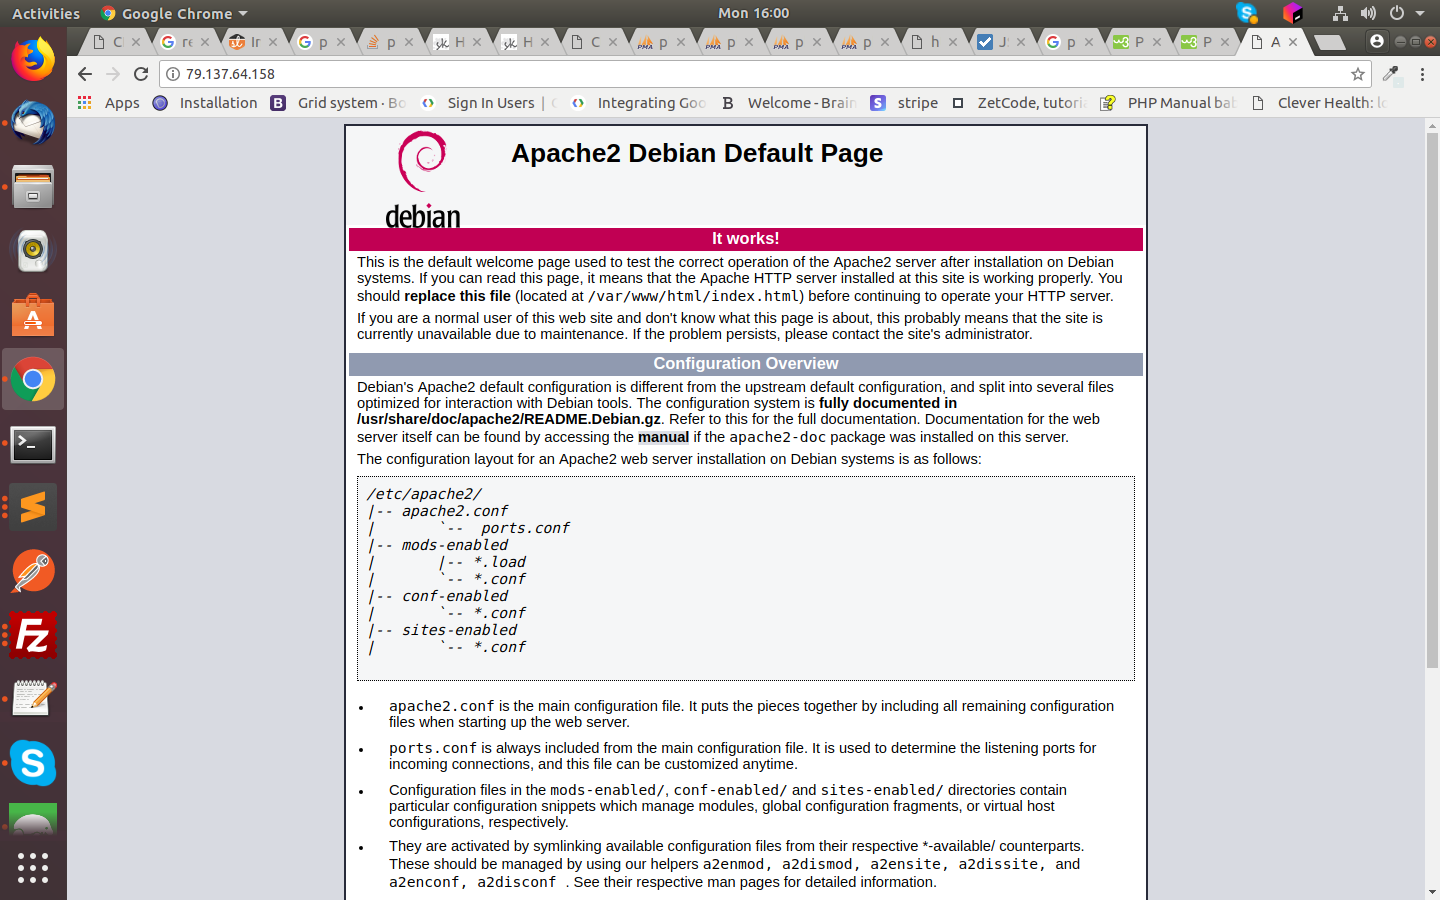 Activities Google Chrome Mon 16:00
C re In p p H H C p p p p h JS p P P A
79.137.64.158
Apps Installation Grid system · Bo Sign In Users | Integrating Goo Welcome - Brain stripe ZetCode, tutoria PHP Manual bab Clever Health: lo
Apache2 Debian Default Page
debian
It works!
This is the default welcome page used to test the correct operation of the Apache2 server after installation on Debian
systems. If you can read this page, it means that the Apache HTTP server installed at this site is working properly. You
should replace this file (located at /var/www/html/index.html) before continuing to operate your HTTP server.
If you are a normal user of this web site and don't know what this page is about, this probably means that the site is
currently unavailable due to maintenance. If the problem persists, please contact the site's administrator.
Configuration Overview
Debian's Apache2 default configuration is different from the upstream default configuration, and split into several files
optimized for interaction with Debian tools. The configuration system is fully documented in
/usr/share/doc/apache2/README.Debian.gz. Refer to this for the full documentation. Documentation for the web
server itself can be found by accessing the manual if the apache2-doc package was installed on this server.
The configuration layout for an Apache2 web server installation on Debian systems is as follows:
/etc/apache2/
|-- apache2.conf
|       `--  ports.conf
|-- mods-enabled
|       |-- *.load
|       `-- *.conf
|-- conf-enabled
|       `-- *.conf
|-- sites-enabled
|       `-- *.conf
• apache2.conf is the main configuration file. It puts the pieces together by including all remaining configuration
files when starting up the web server.
• ports.conf is always included from the main configuration file. It is used to determine the listening ports for
incoming connections, and this file can be customized anytime.
• Configuration files in the mods-enabled/, conf-enabled/ and sites-enabled/ directories contain
particular configuration snippets which manage modules, global configuration fragments, or virtual host
configurations, respectively.
• They are activated by symlinking available configuration files from their respective *-available/ counterparts.
These should be managed by using our helpers a2enmod, a2dismod, a2ensite, a2dissite, and
a2enconf, a2disconf . See their respective man pages for detailed information.